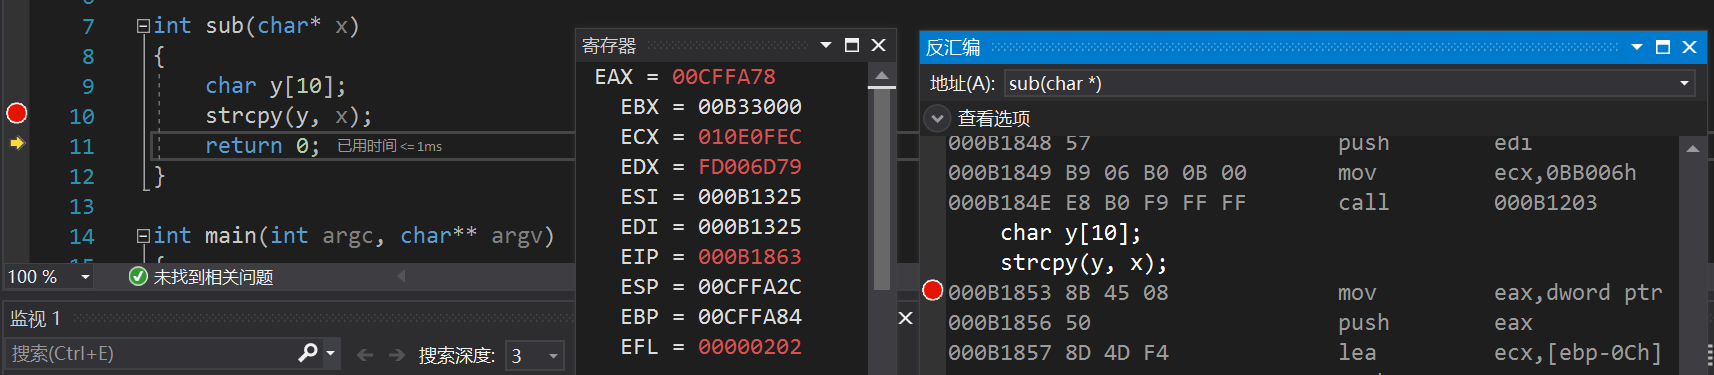 7 int sub(char* x)
8 {
9 char y[10];
10 strcpy(y, x);
11 return 0; 已用时间 <= 1ms
12 }
13
14 int main(int argc, char** argv)
100 %
未找到相关问题
监视 1
搜索(Ctrl+E)
搜索深度: 3
寄存器
EAX = 00CFFA78
EBX = 00B33000
ECX = 010E0FEC
EDX = FD006D79
ESI = 000B1325
EDI = 000B1325
EIP = 000B1863
ESP = 00CFFA2C
EBP = 00CFFA84
EFL = 00000202
反汇编
地址(A): sub(char *)
查看选项
000B1848 57 push edi
000B1849 B9 06 B0 0B 00 mov ecx,0BB006h
000B184E E8 B0 F9 FF FF call 000B1203
char y[10];
strcpy(y, x);
000B1853 8B 45 08 mov eax,dword ptr
000B1856 50 push eax
000B1857 8D 4D F4 lea ecx,[ebp-0Ch]